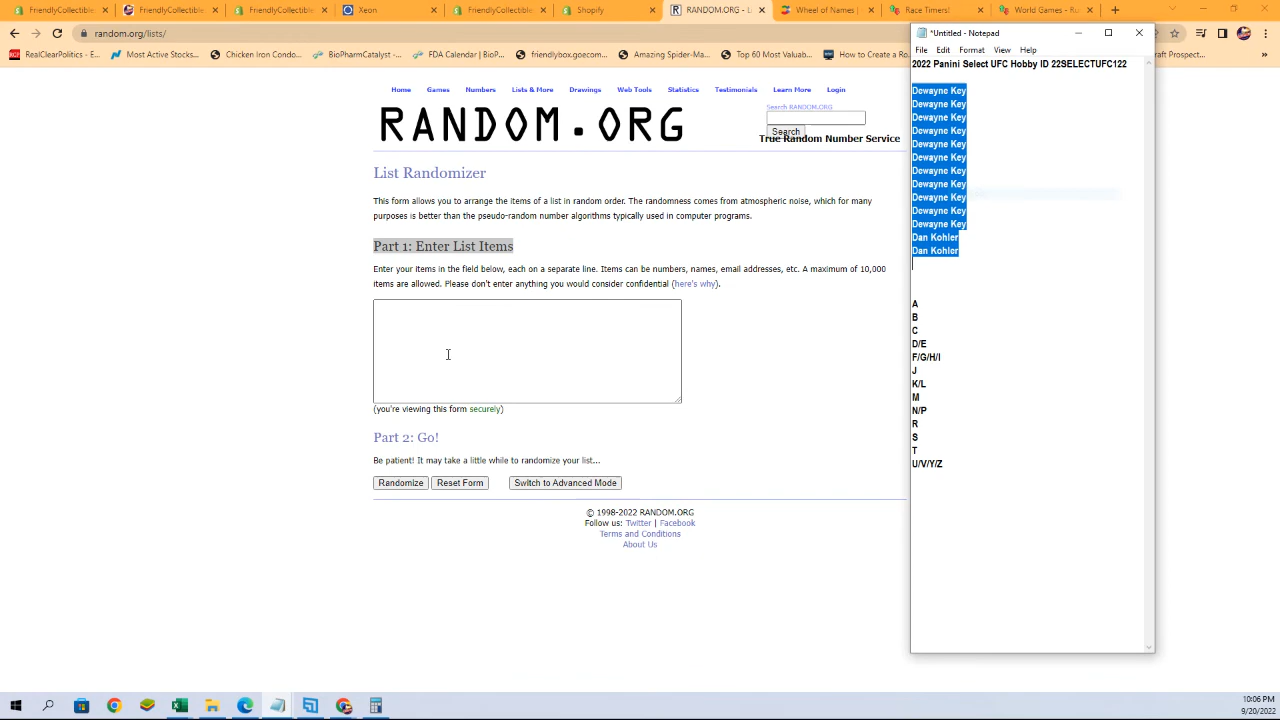 FriendlyCollectible
FriendlyCollectibles
FriendlyCollectible
Xeon
FriendlyCollectible
Shopify
RANDOM.ORG - L
Wheel of Names |
Race Timers!
World Games - Ru
random.org/lists/
RealClearPolitics - E...
Most Active Stocks...
Chicken Iron Condo...
BioPharmCatalyst -...
FDA Calendar | BioP...
friendlybox.goecom...
Amazing Spider-Ma...
Top 60 Most Valuab...
How to Create a Ro
raft Prospect...
»
*Untitled - Notepad
File Edit Format View Help
2022 Panini Select UFC Hobby ID 22SELECTUFC122
Dewayne Key
Dewayne Key
Dewayne Key
Dewayne Key
Dewayne Key
Dewayne Key
Dewayne Key
Dewayne Key
Dewayne Key
Dewayne Key
Dewayne Key
Dan Kohler
Dan Kohler
A
B
C
D/E
F/G/H/I
J
K/L
M
N/P
R
S
T
U/V/Y/Z
Home Games Numbers Lists & More Drawings Web Tools Statistics Testimonials Learn More Login
RANDOM.ORG
Search RANDOM.ORG
Search
True Random Number Service
List Randomizer
This form allows you to arrange the items of a list in random order. The randomness comes from atmospheric noise, which for many
purposes is better than the pseudo-random number algorithms typically used in computer programs.
Part 1: Enter List Items
Enter your items in the field below, each on a separate line. Items can be numbers, names, email addresses, etc. A maximum of 10,000
items are allowed. Please don't enter anything you would consider confidential (here's why).
(you're viewing this form securely)
Part 2: Go!
Be patient! It may take a little while to randomize your list...
Randomize Reset Form Switch to Advanced Mode
© 1998-2022 RANDOM.ORG
Follow us: Twitter | Facebook
Terms and Conditions
About Us
10:06 PM
9/20/2022